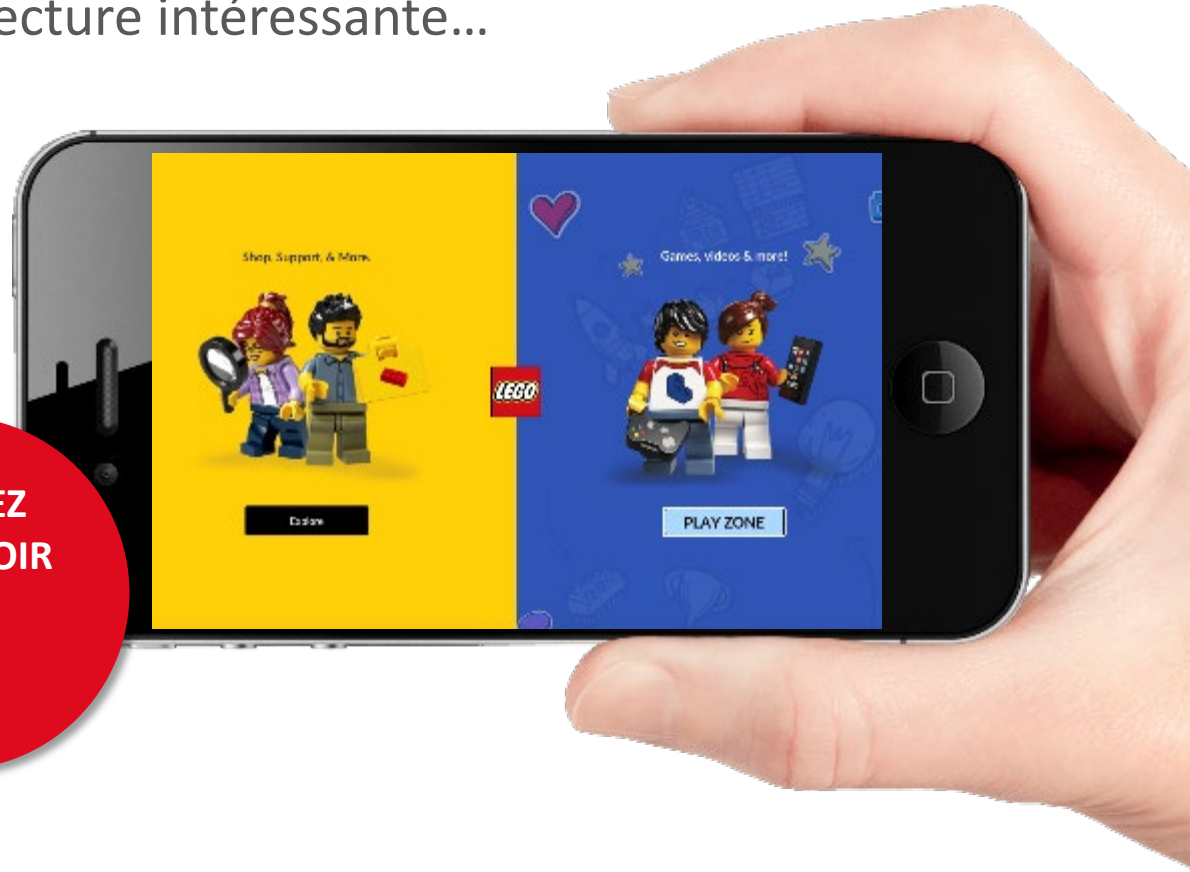 ecture intéressante…
Shop, Support, & More.
Games, videos & more!
LEGO
EZ
OIR
Explore
PLAY ZONE